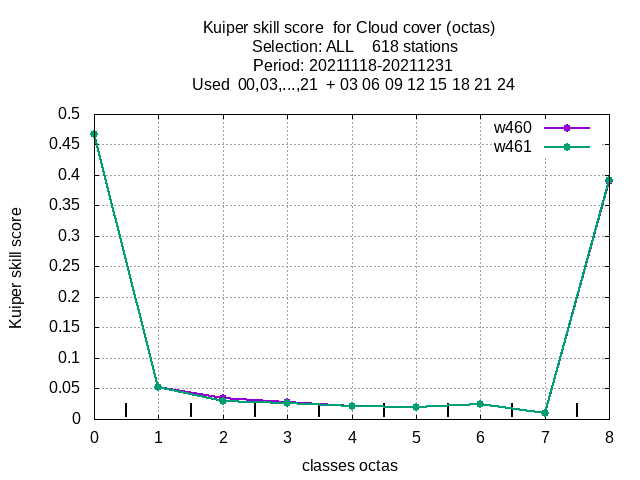 Kuiper skill score  for Cloud cover (octas)
Selection: ALL    618 stations
Period: 20211118-20211231
Used  00,03,...,21  + 03 06 09 12 15 18 21 24
w460
w461
0.5
0.45
0.4
0.35
0.3
0.25
0.2
0.15
0.1
0.05
0
Kuiper skill score
0 1 2 3 4 5 6 7 8
classes octas